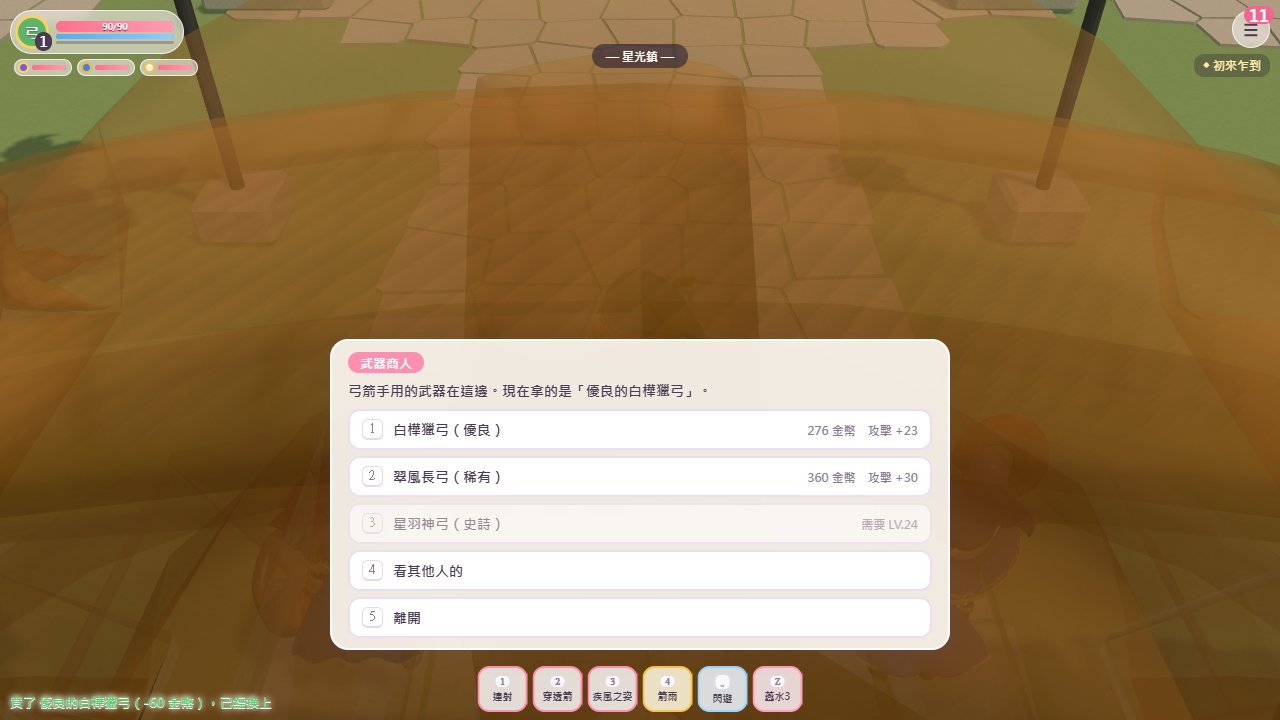 弓
1
90/90
11
— 星光鎮 —
✦ 初來乍到
武器商人
弓箭手用的武器在這邊。現在拿的是「優良的白樺獵弓」。
1 白樺獵弓（優良） 276 金幣 攻擊 +23
2 翠風長弓（稀有） 360 金幣 攻擊 +30
3 星羽神弓（史詩） 需要 LV.24
4 看其他人的
5 離開
1 2 3 4 ␣ Z
連射 穿透箭 疾風之姿 箭雨 閃避 藥水3
買了 優良的白樺獵弓（-60 金幣），已經換上